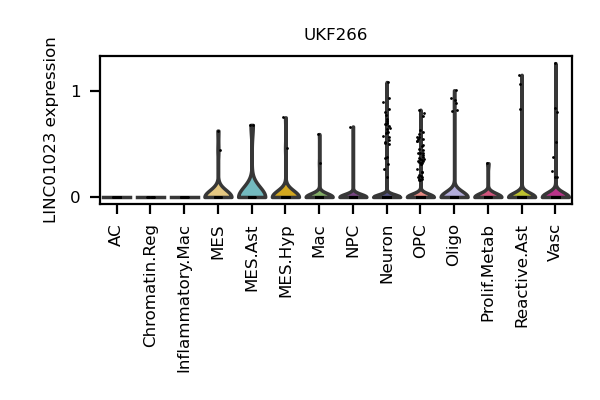 UKF266
LINC01023 expression
1
0
AC
Chromatin.Reg
Inflammatory.Mac
MES
MES.Ast
MES.Hyp
Mac
NPC
Neuron
OPC
Oligo
Prolif.Metab
Reactive.Ast
Vasc